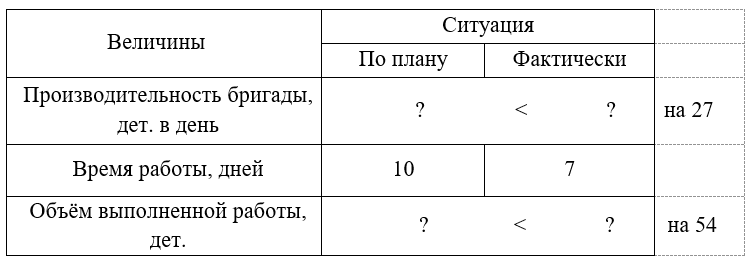 Величины
Ситуация
По плану Фактически
Производительность бригады,
дет. в день
? < ? на 27
Время работы, дней 10 7
Объём выполненной работы,
дет.
? < ? на 54